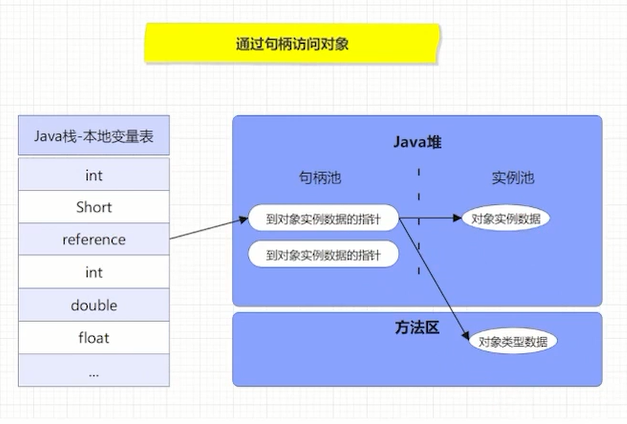 通过句柄访问对象
Java栈-本地变量表
int
Short
reference
int
double
float
...
Java堆
句柄池
实例池
到对象实例数据的指针
对象实例数据
到对象实例数据的指针
方法区
对象类型数据